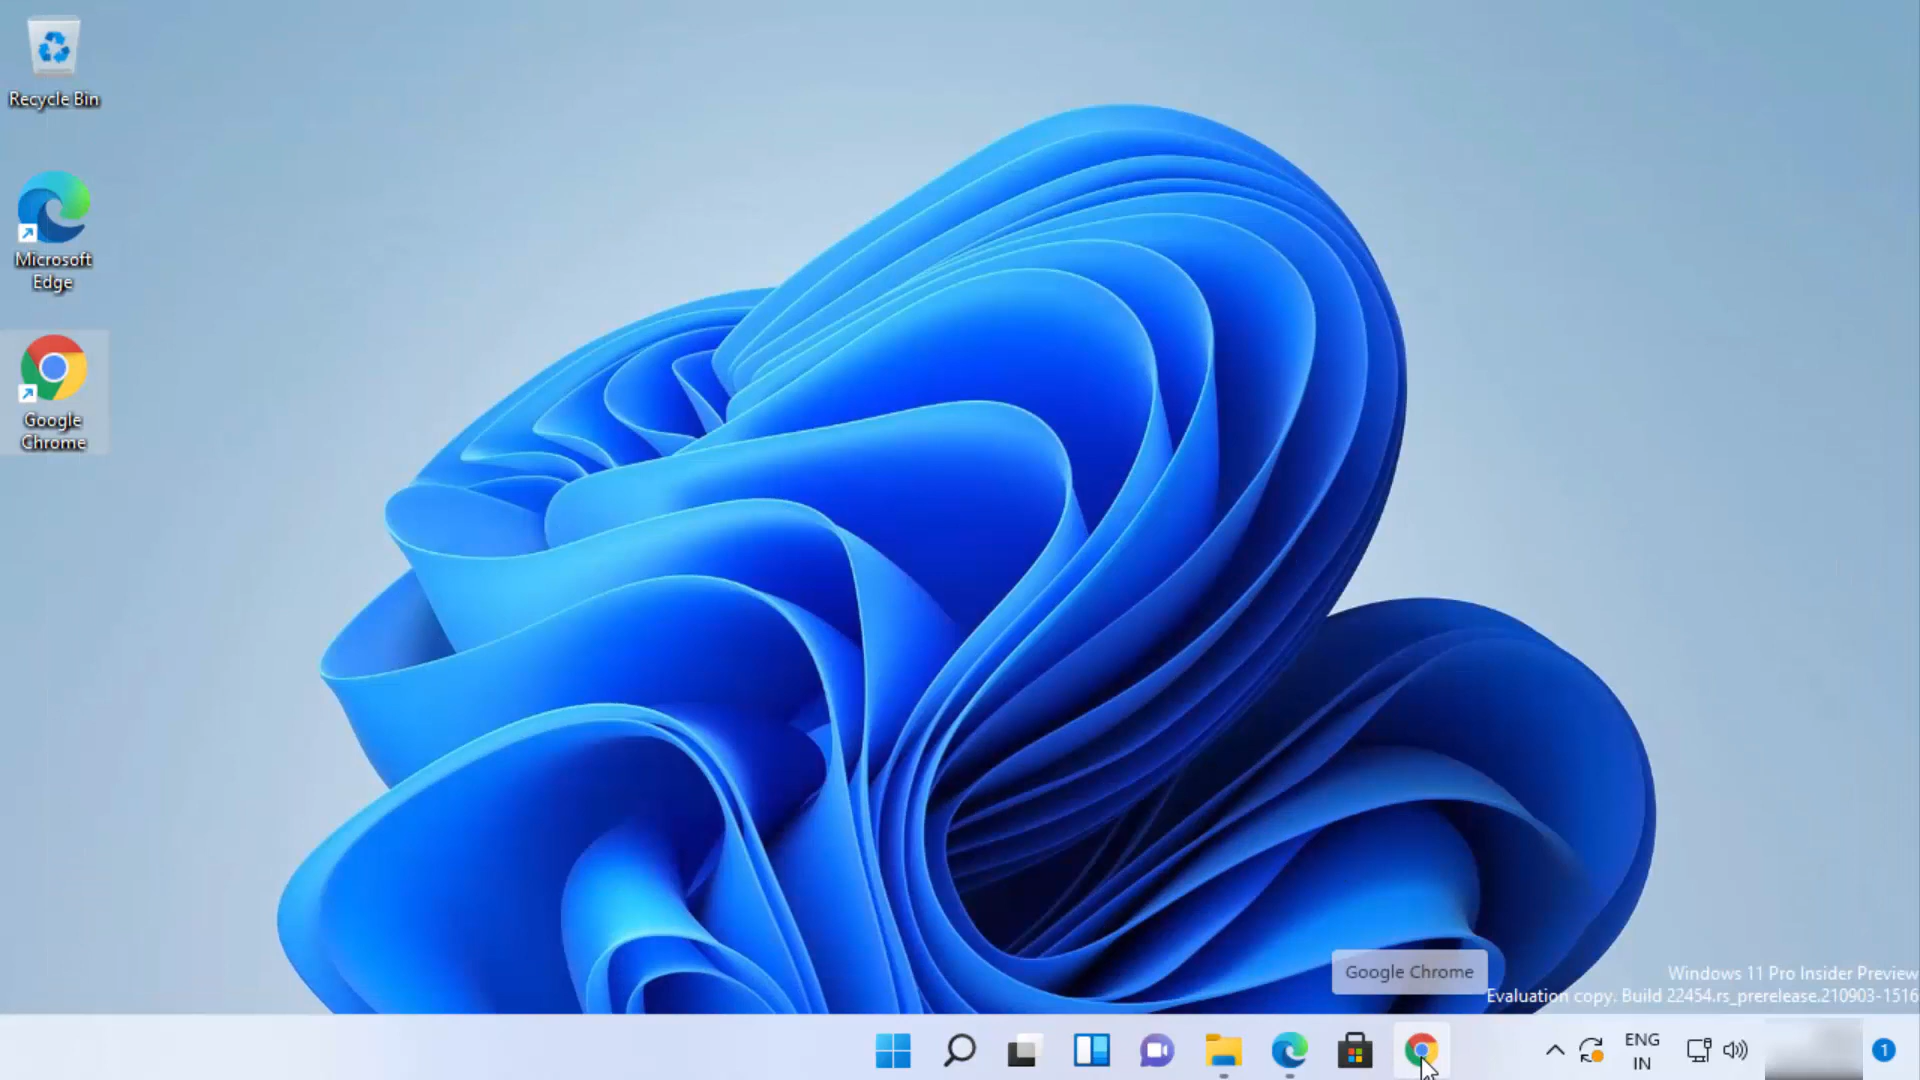 Recycle Bin
Microsoft
Edge
Google
Chrome
Google Chrome
Windows 11 Pro Insider Preview
Evaluation copy. Build 22454.rs_prerelease.210903-1516
ENG
IN
1